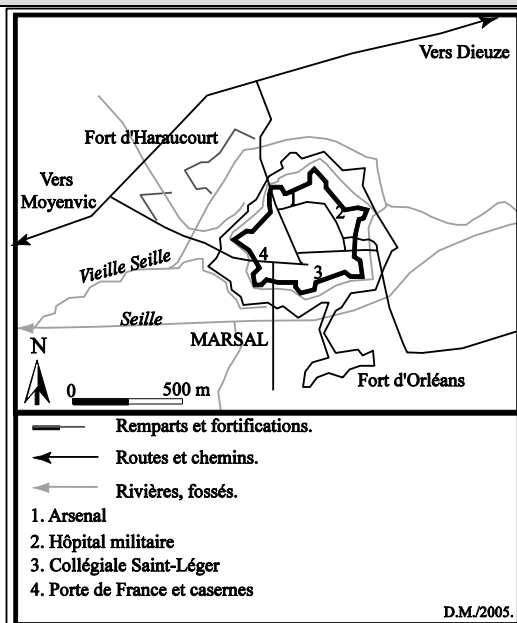 Vers Dieuze
Fort d'Haraucourt
Vers
Moyenvic
1
2
Vieille Seille
4
3
Seille
MARSAL
N
0 500 m
Fort d'Orléans
Remparts et fortifications.
Routes et chemins.
Rivières, fossés.
1. Arsenal
2. Hôpital militaire
3. Collégiale Saint-Léger
4. Porte de France et casernes
D.M./2005.